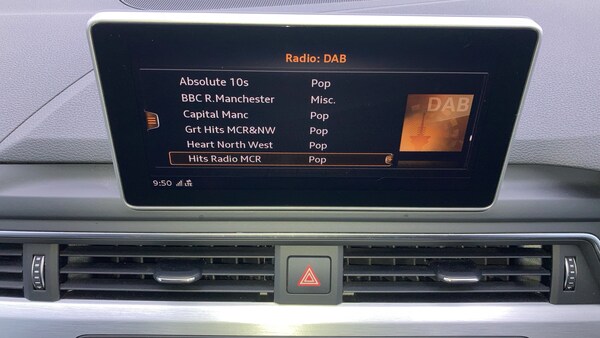 Radio: DAB
Absolute 10s Pop
BBC R.Manchester Misc.
Capital Manc Pop
Grt Hits MCR&NW Pop
Heart North West Pop
Hits Radio MCR Pop
DAB
9:50 LTE